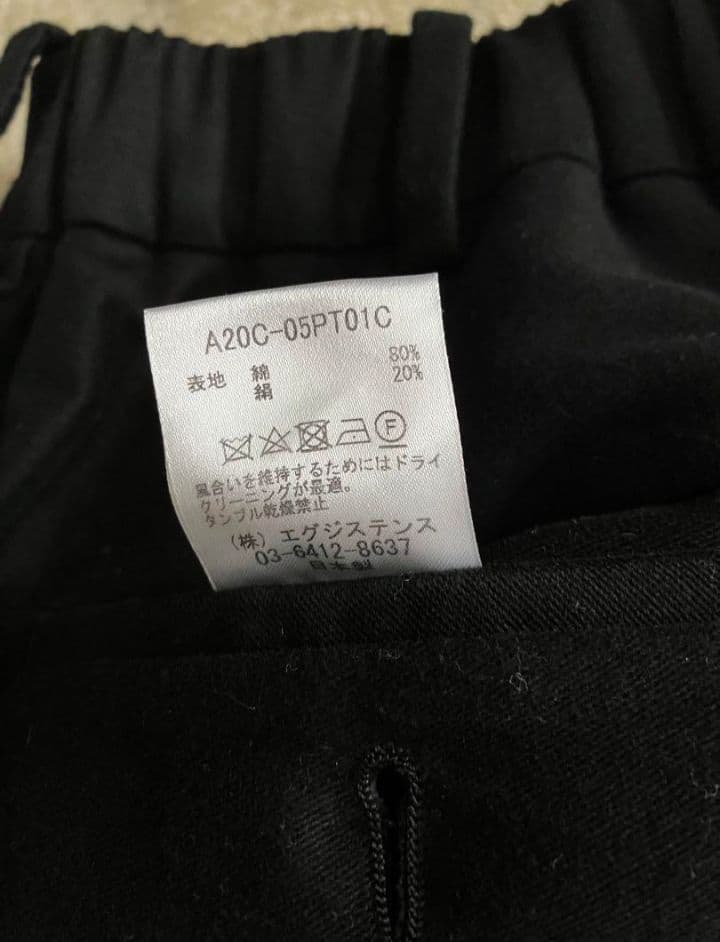 A20C-05PT01C
表地 綿 80%
絹 20%
F
風合いを維持するためにはドライ
クリーニングが最適。
タンブル乾燥禁止
(株) エグジステンス
03-6412-8637
日本製